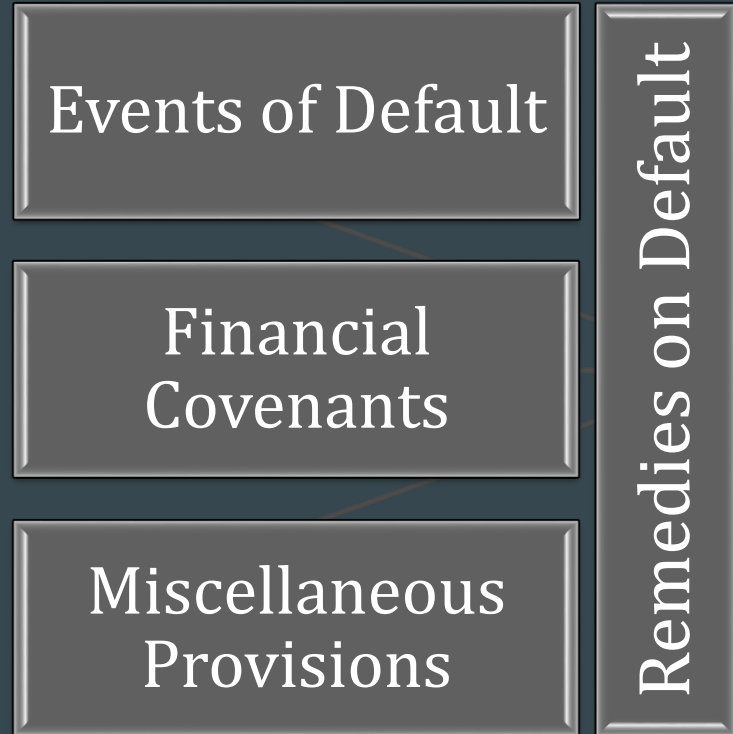 Events of Default
Financial
Covenants
Miscellaneous
Provisions
Remedies on Default